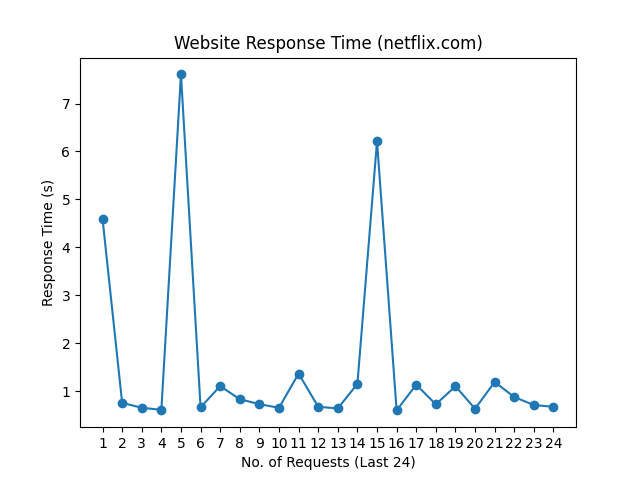 Website Response Time (netflix.com)
Response Time (s)
7
6
5
4
3
2
1
1 2 3 4 5 6 7 8 9 10 11 12 13 14 15 16 17 18 19 20 21 22 23 24
No. of Requests (Last 24)